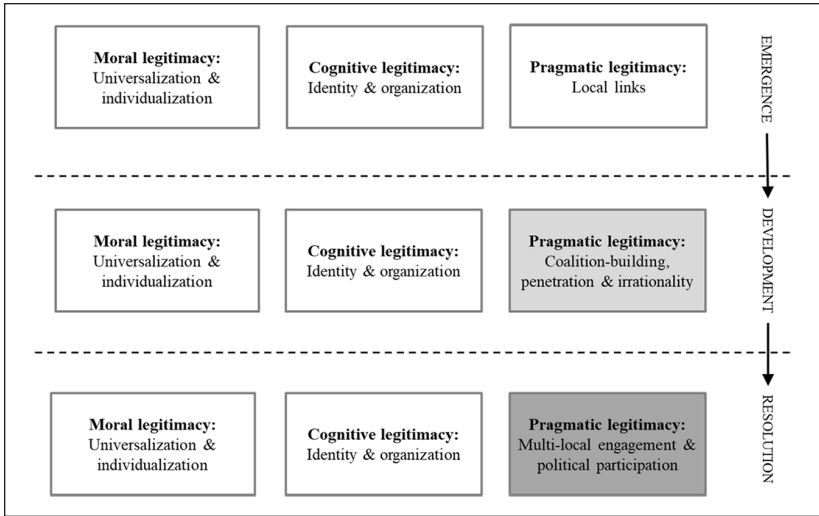 Moral legitimacy:
Universalization &
individualization
Cognitive legitimacy:
Identity & organization
Pragmatic legitimacy:
Local links
EMERGENCE
Moral legitimacy:
Universalization &
individualization
Cognitive legitimacy:
Identity & organization
Pragmatic legitimacy:
Coalition-building,
penetration & irrationality
DEVELOPMENT
Moral legitimacy:
Universalization &
individualization
Cognitive legitimacy:
Identity & organization
Pragmatic legitimacy:
Multi-local engagement &
political participation
RESOLUTION